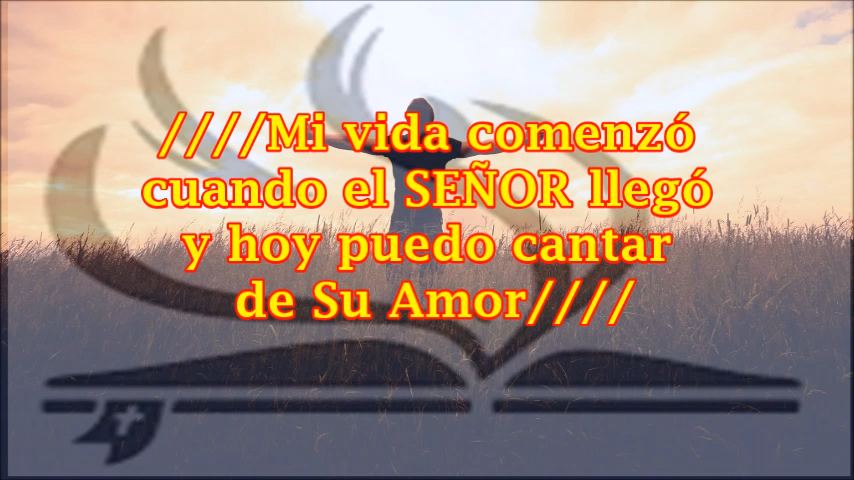 ////Mi vida comenzó
cuando el SEÑOR llegó
y hoy puedo cantar
de Su Amor////